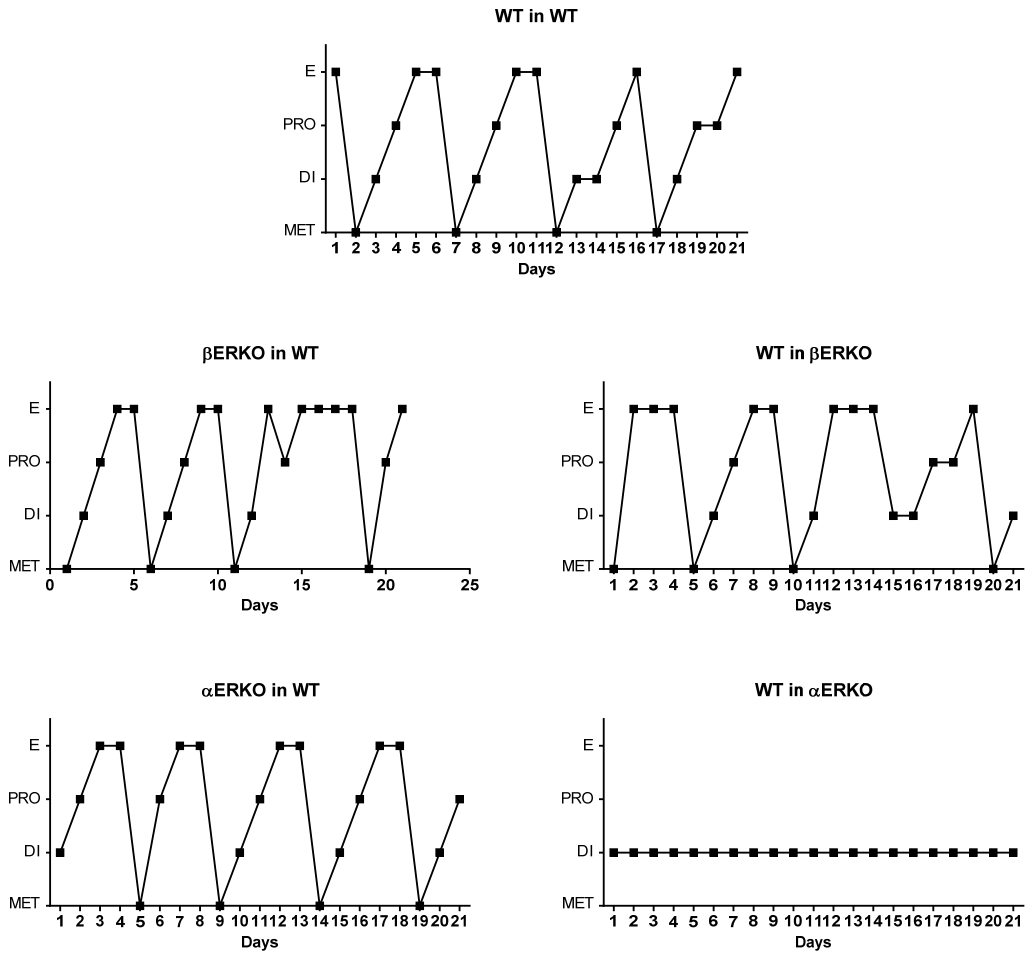 WT in WT
E
PRO
DI
MET
1 2 3 4 5 6 7 8 9 10 11 12 13 14 15 16 17 18 19 20 21
Days
βERKO in WT
E
PRO
DI
MET
0 5 10 15 20 25
Days
WT in βERKO
E
PRO
DI
MET
1 2 3 4 5 6 7 8 9 10 11 12 13 14 15 16 17 18 19 20 21
Days
αERKO in WT
E
PRO
DI
MET
1 2 3 4 5 6 7 8 9 10 11 12 13 14 15 16 17 18 19 20 21
Days
WT in αERKO
E
PRO
DI
MET
1 2 3 4 5 6 7 8 9 10 11 12 13 14 15 16 17 18 19 20 21
Days